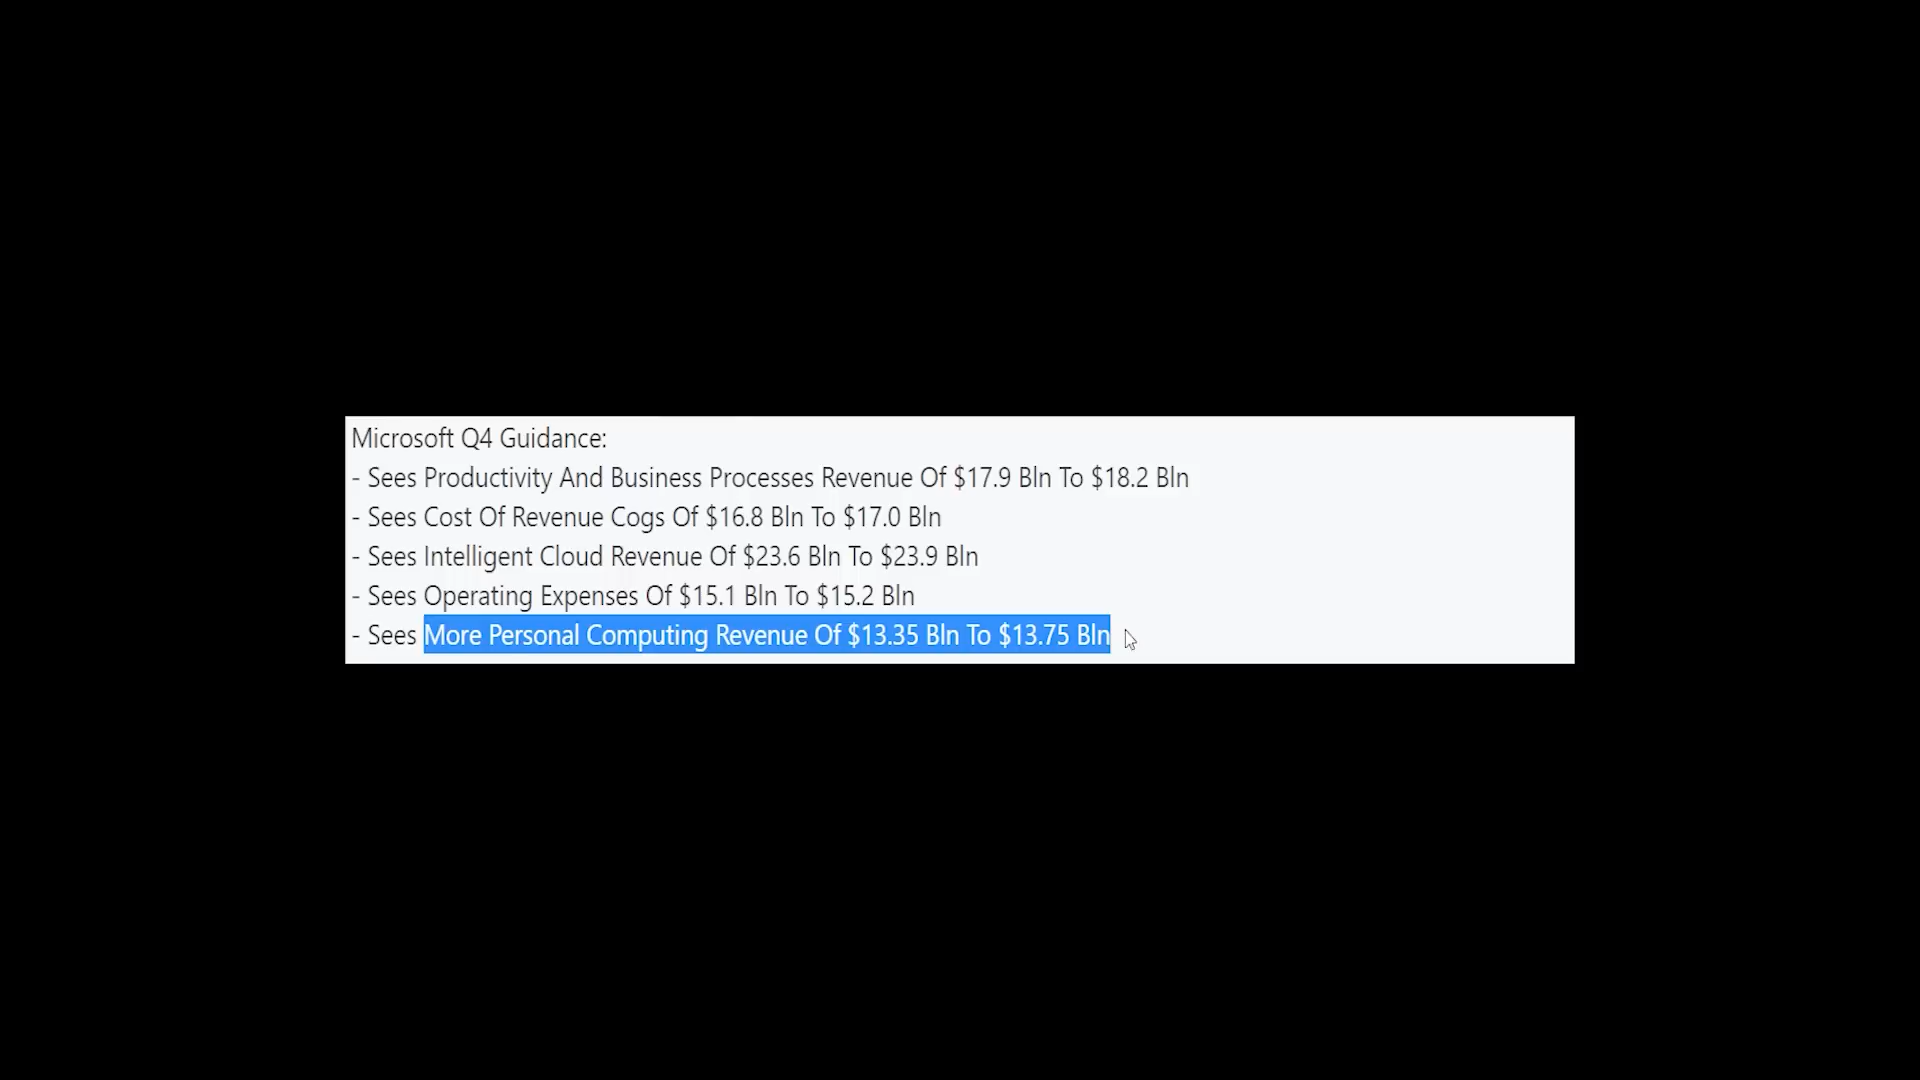 Microsoft Q4 Guidance:
- Sees Productivity And Business Processes Revenue Of $17.9 Bln To $18.2 Bln
- Sees Cost Of Revenue Cogs Of $16.8 Bln To $17.0 Bln
- Sees Intelligent Cloud Revenue Of $23.6 Bln To $23.9 Bln
- Sees Operating Expenses Of $15.1 Bln To $15.2 Bln
- Sees More Personal Computing Revenue Of $13.35 Bln To $13.75 Bln